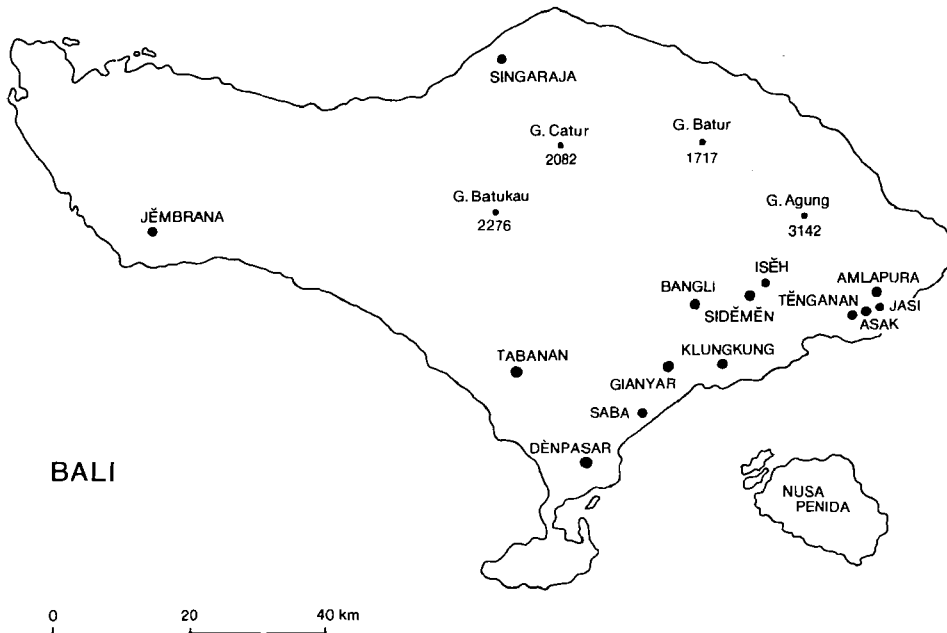 SINGARAJA
G. Catur
2082
G. Batur
1717
G. Batukau
2276
G. Agung
3142
JĔMBRANA
ISĔH
BANGLI
SIDĔMĔN
AMLAPURA
TĔNGANAN
JASI
ASAK
TABANAN
KLUNGKUNG
GIANYAR
SABA
DÈNPASAR
BALI
NUSA
PENIDA
0 20 40 km